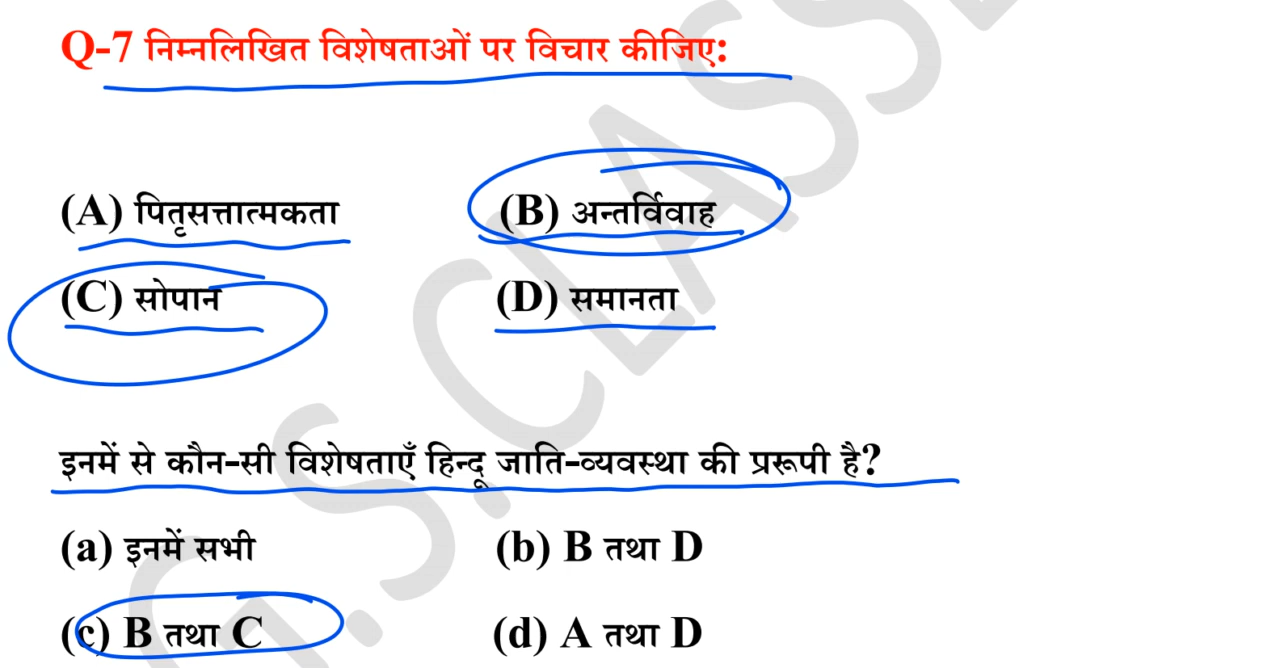 Q-7 निम्नलिखित विशेषताओं पर विचार कीजिए:
(A) पितृसत्तात्मकता (B) अन्तर्विवाह
(C) सोपान (D) समानता
इनमें से कौन-सी विशेषताएँ हिन्दू जाति-व्यवस्था की प्ररूपी है?
(a) इनमें सभी (b) B तथा D
(c) B तथा C (d) A तथा D
G.S.CLASSE